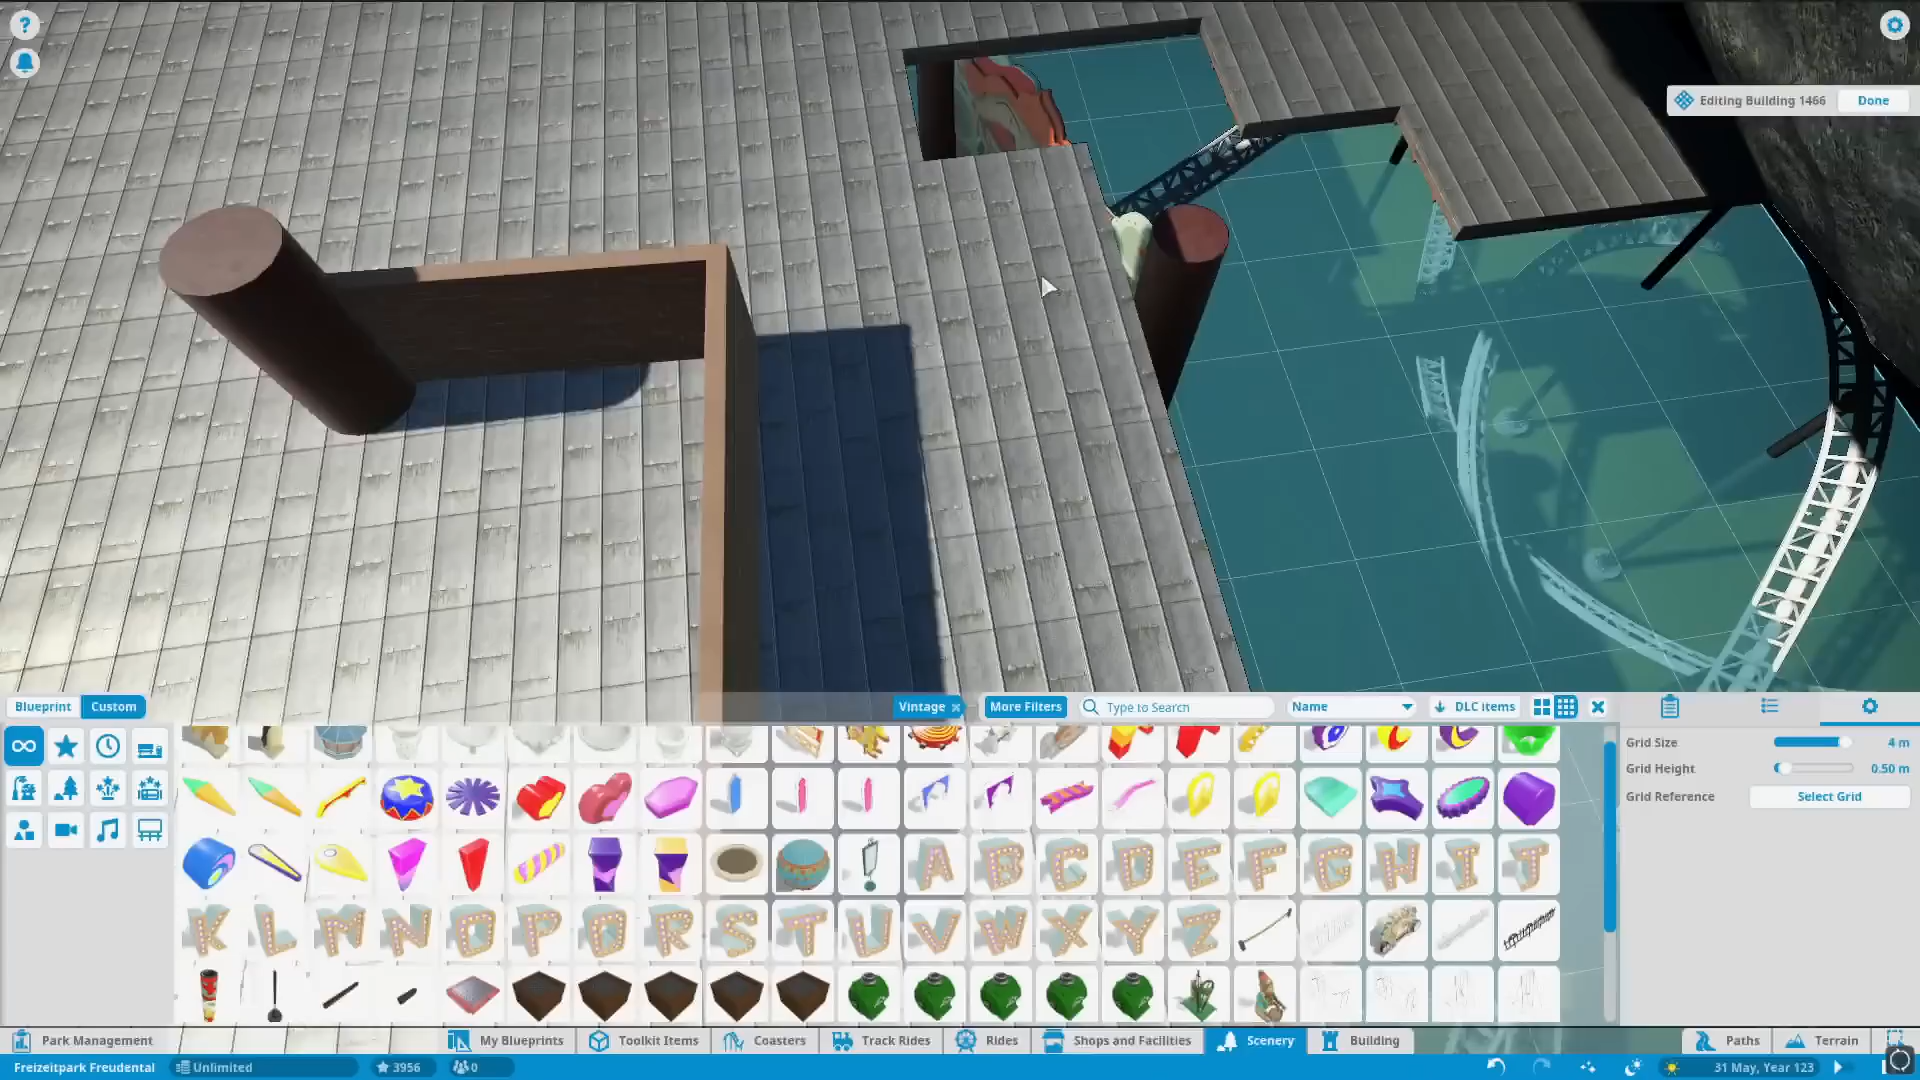 ?
Editing Building 1466 Done
Blueprint Custom Vintage × More Filters Type to Search Name DLC items
Grid Size 4 m
Grid Height 0.50 m
Grid Reference Select Grid
A B C D E F G H I J
K L M N O P Q R S T U V W X Y Z
Park Management My Blueprints Toolkit Items Coasters Track Rides Rides Shops and Facilities Scenery Building Paths Terrain
Freizeitpark Freudental Unlimited 3956 0 31 May, Year 123